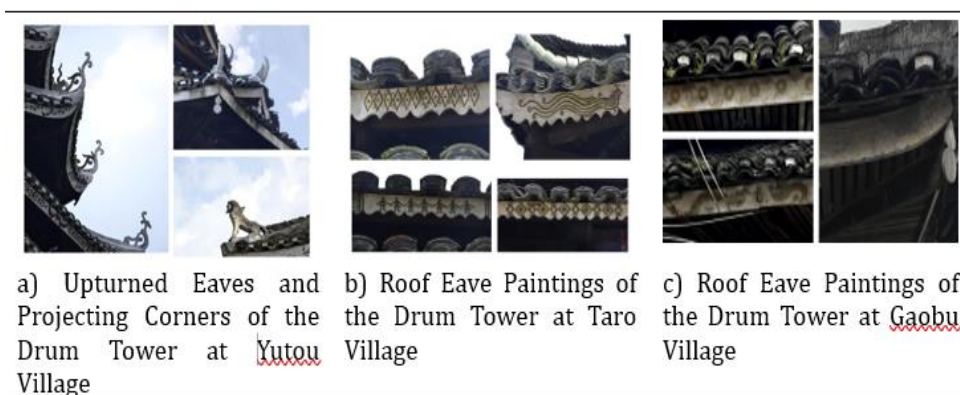 a) Upturned Eaves and
Projecting Corners of the
Drum Tower at Yutou
Village
b) Roof Eave Paintings of
the Drum Tower at Taro
Village
c) Roof Eave Paintings of
the Drum Tower at Gaobu
Village